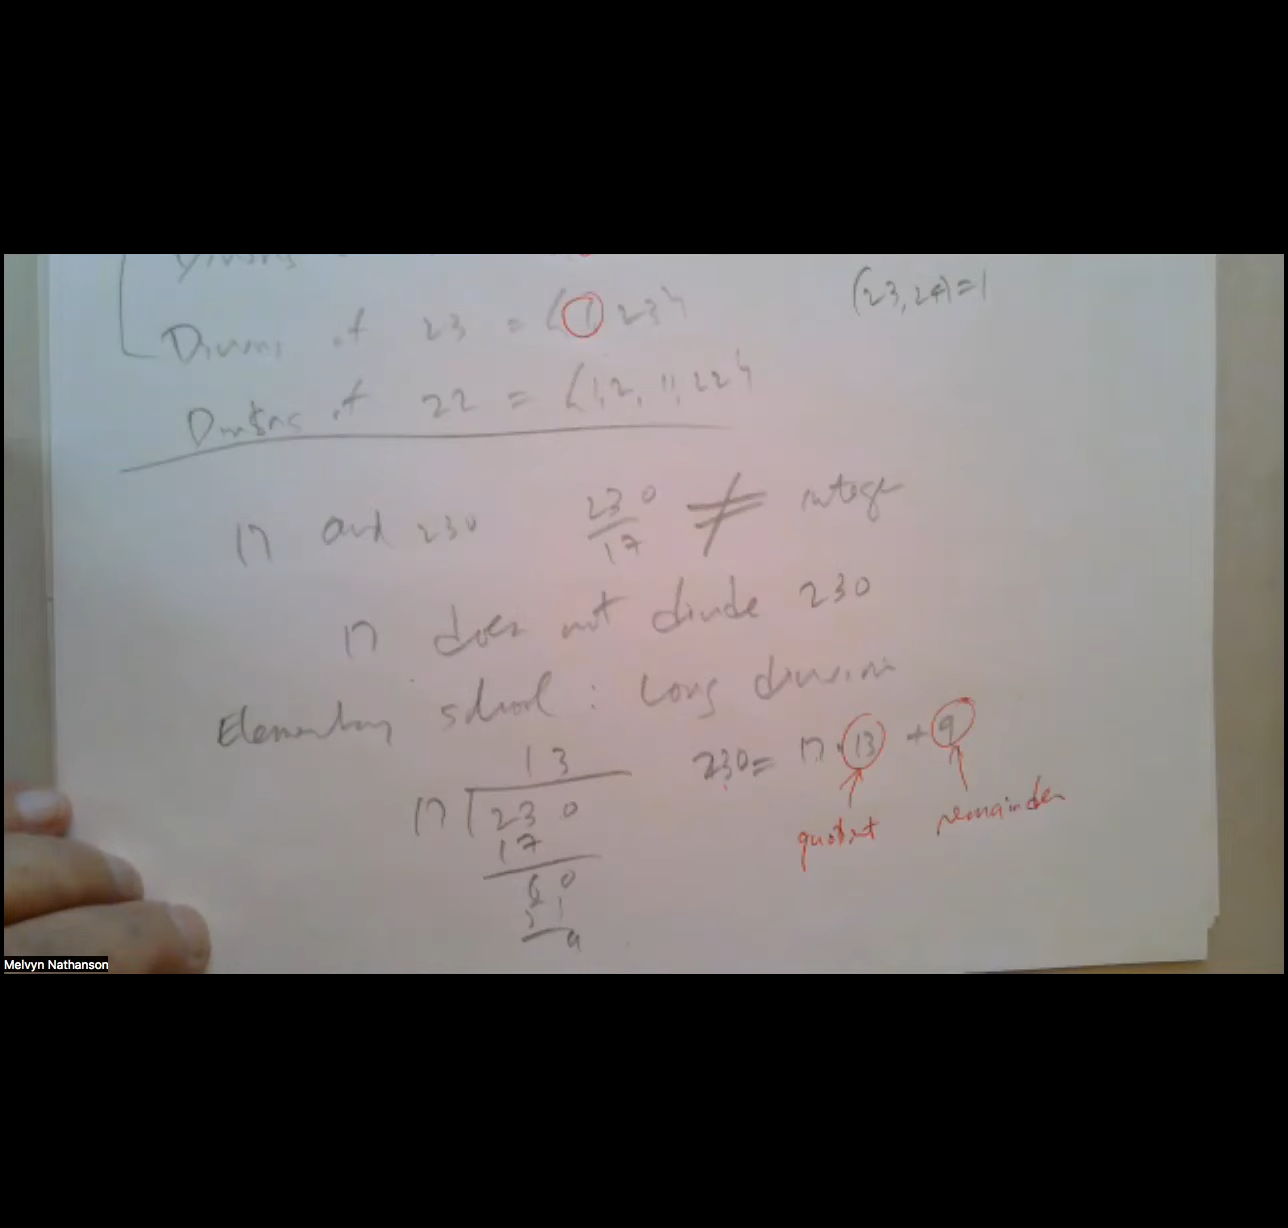 Divisors
(23,24)=1
Divisors of 23 = {1 23}
Divisors of 22 = {1,2,11,22}
17 and 230 230/17 ≠ integer
17 does not divide 230
Elementary school : Long division
13
230= 17·13 + 9
17 230
quotient remainder
17
60
51
9
Melvyn Nathanson